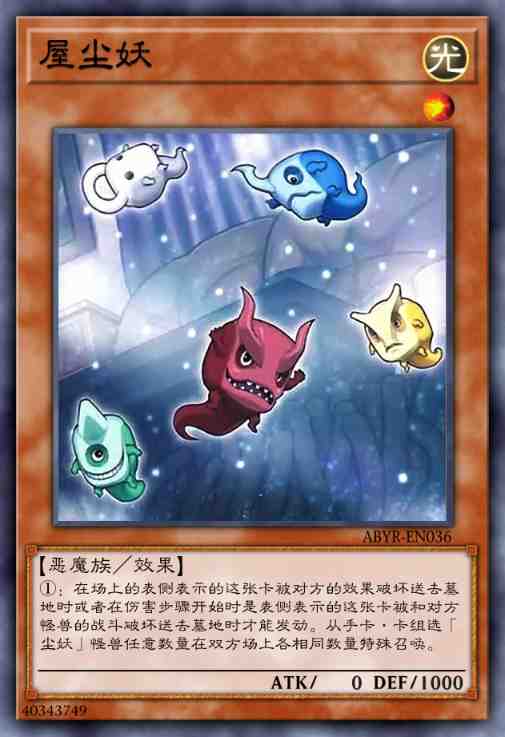 屋尘妖
光
ABYR-EN036
【恶魔族／效果】
①：在场上的表侧表示的这张卡被对方的效果破坏送去墓
地时或者在伤害步骤开始时是表侧表示的这张卡被和对方
怪兽的战斗破坏送去墓地时才能发动。从手卡·卡组选「
尘妖」怪兽任意数量在双方场上各相同数量特殊召唤。
ATK/ 0 DEF/1000
40343749